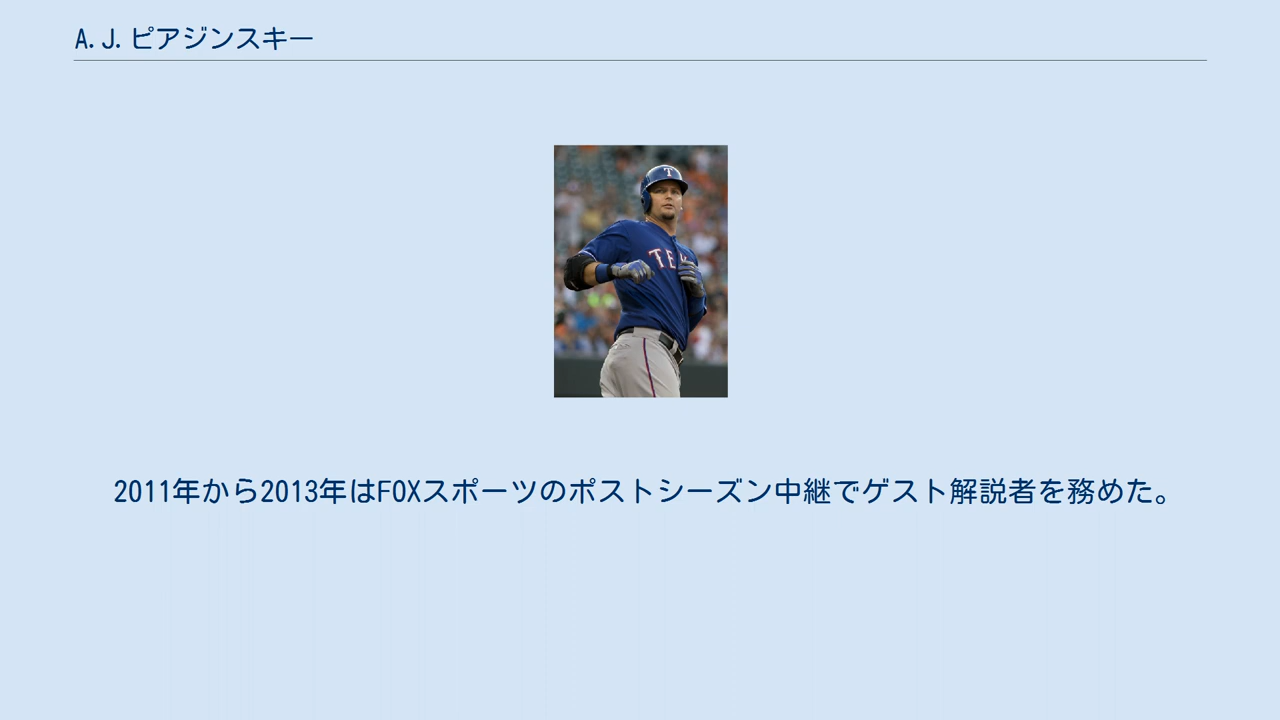 A.J.ピアジンスキー
T
TEX
2011年から2013年はFOXスポーツのポストシーズン中継でゲスト解説者を務めた。